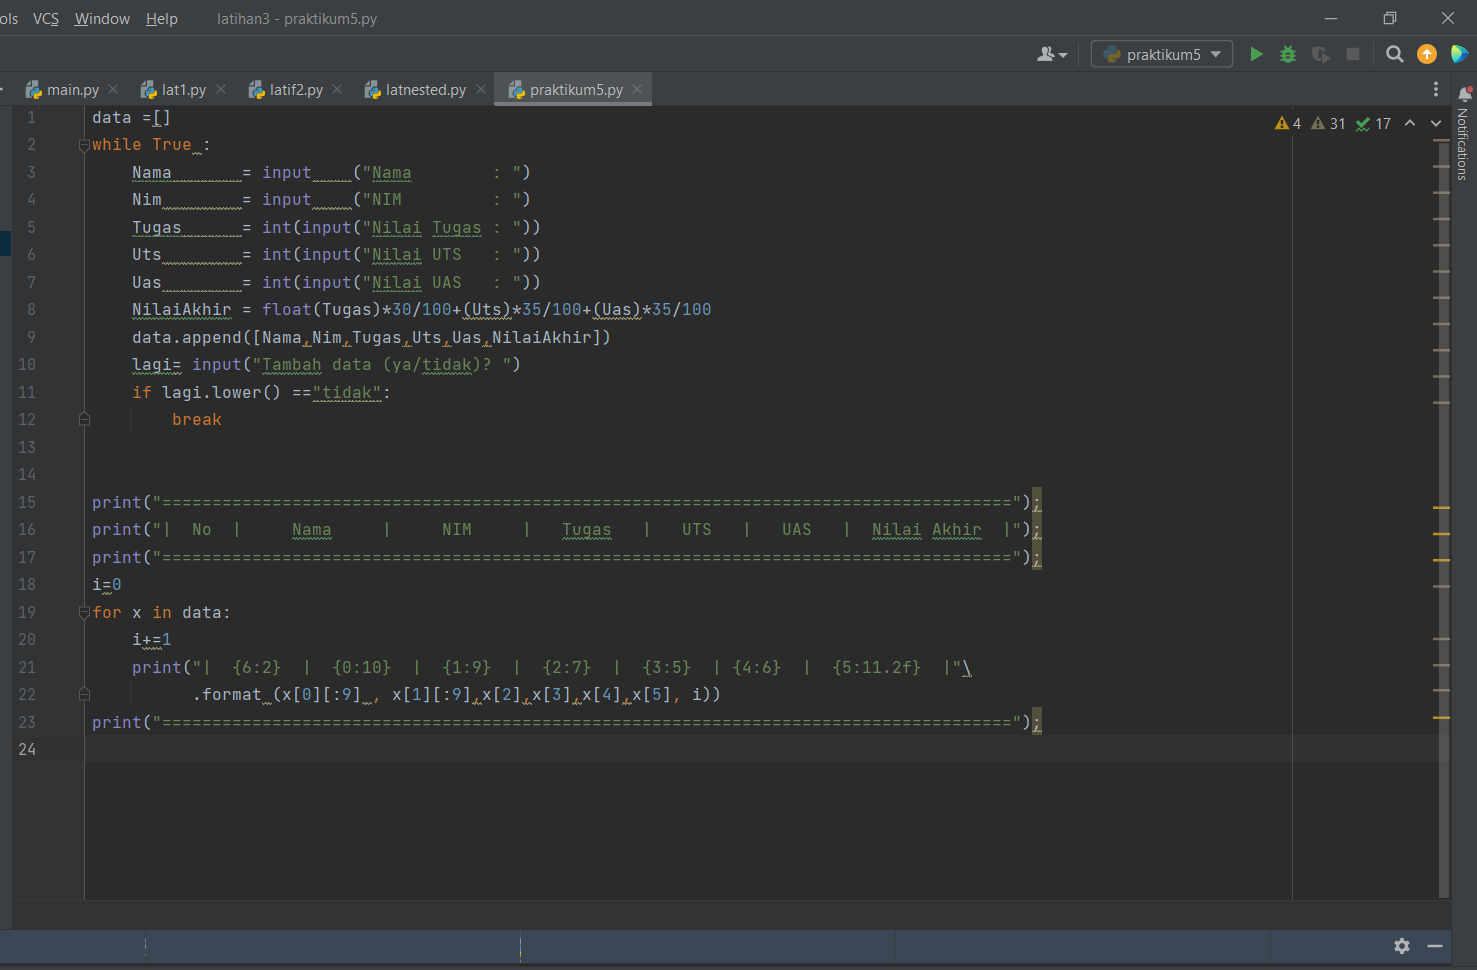 ols VCS Window Help latihan3 - praktikum5.py
praktikum5
main.py lat1.py latif2.py latnested.py praktikum5.py
4 31 17
Notifications
1 data =[]
2 while True :
3     Nama       = input    ("Nama        : ")
4     Nim        = input    ("NIM         : ")
5     Tugas      = int(input("Nilai Tugas : "))
6     Uts        = int(input("Nilai UTS   : "))
7     Uas        = int(input("Nilai UAS   : "))
8     NilaiAkhir = float(Tugas)*30/100+(Uts)*35/100+(Uas)*35/100
9     data.append([Nama,Nim,Tugas,Uts,Uas,NilaiAkhir])
10     lagi= input("Tambah data (ya/tidak)? ")
11     if lagi.lower() =="tidak":
12         break
13
14
15 print("=====================================================================================");
16 print("|  No  |     Nama     |     NIM     |   Tugas   |   UTS   |   UAS   |  Nilai Akhir  |");
17 print("=====================================================================================");
18 i=0
19 for x in data:
20     i+=1
21     print("|  {6:2}  |  {0:10}  |  {1:9}  |  {2:7}  |  {3:5}  | {4:6}  |  {5:11.2f}  |"\
22           .format (x[0][:9] , x[1][:9],x[2],x[3],x[4],x[5], i))
23 print("=====================================================================================");
24